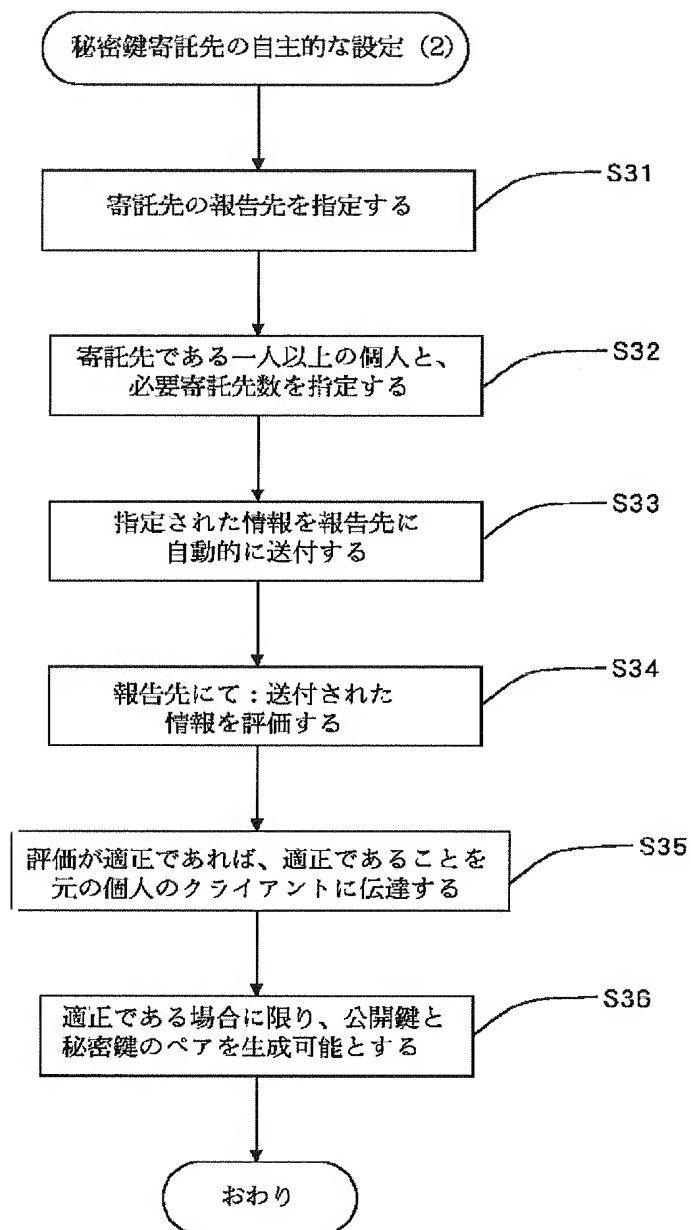 秘密鍵寄託先の自主的な設定（2）
寄託先の報告先を指定する
S31
寄託先である一人以上の個人と、
必要寄託先数を指定する
S32
指定された情報を報告先に
自動的に送付する
S33
報告先にて：送付された
情報を評価する
S34
評価が適正であれば、適正であることを
元の個人のクライアントに伝達する
S35
適正である場合に限り、公開鍵と
秘密鍵のペアを生成可能とする
S36
おわり